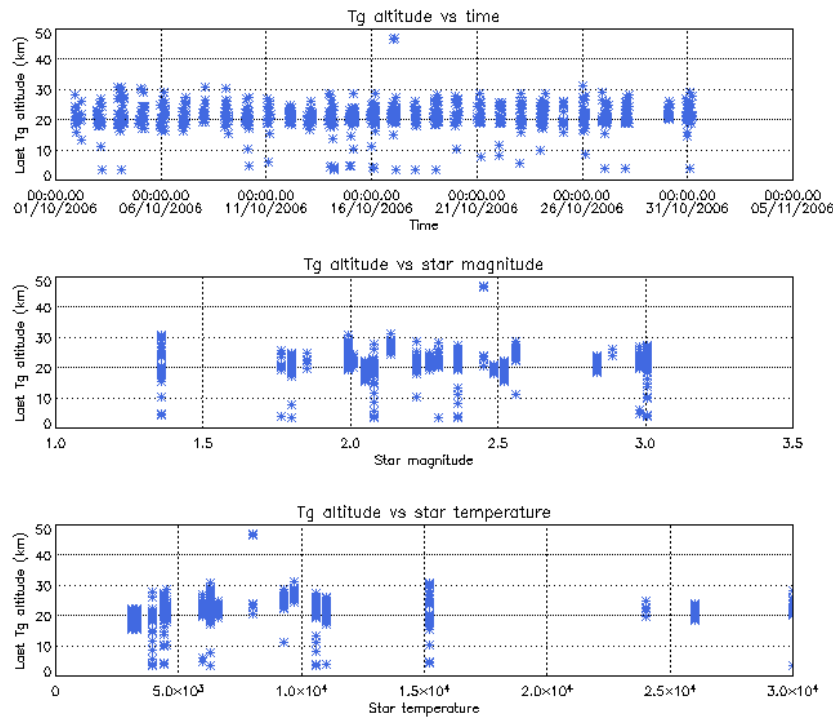 Tg altitude vs time
Last Tg altitude (km)
50
40
30
20
10
0
00:00.00 00:00.00 00:00.00 00:00.00 00:00.00 00:00.00 00:00.00 00:00.00
01/10/2006 06/10/2006 11/10/2006 16/10/2006 21/10/2006 26/10/2006 31/10/2006 05/11/2006
Time
Tg altitude vs star magnitude
Last Tg altitude (km)
50
40
30
20
10
0
1.0 1.5 2.0 2.5 3.0 3.5
Star magnitude
Tg altitude vs star temperature
Last Tg altitude (km)
50
40
30
20
10
0
0 5.0×10³ 1.0×10⁴ 1.5×10⁴ 2.0×10⁴ 2.5×10⁴ 3.0×10⁴
Star temperature